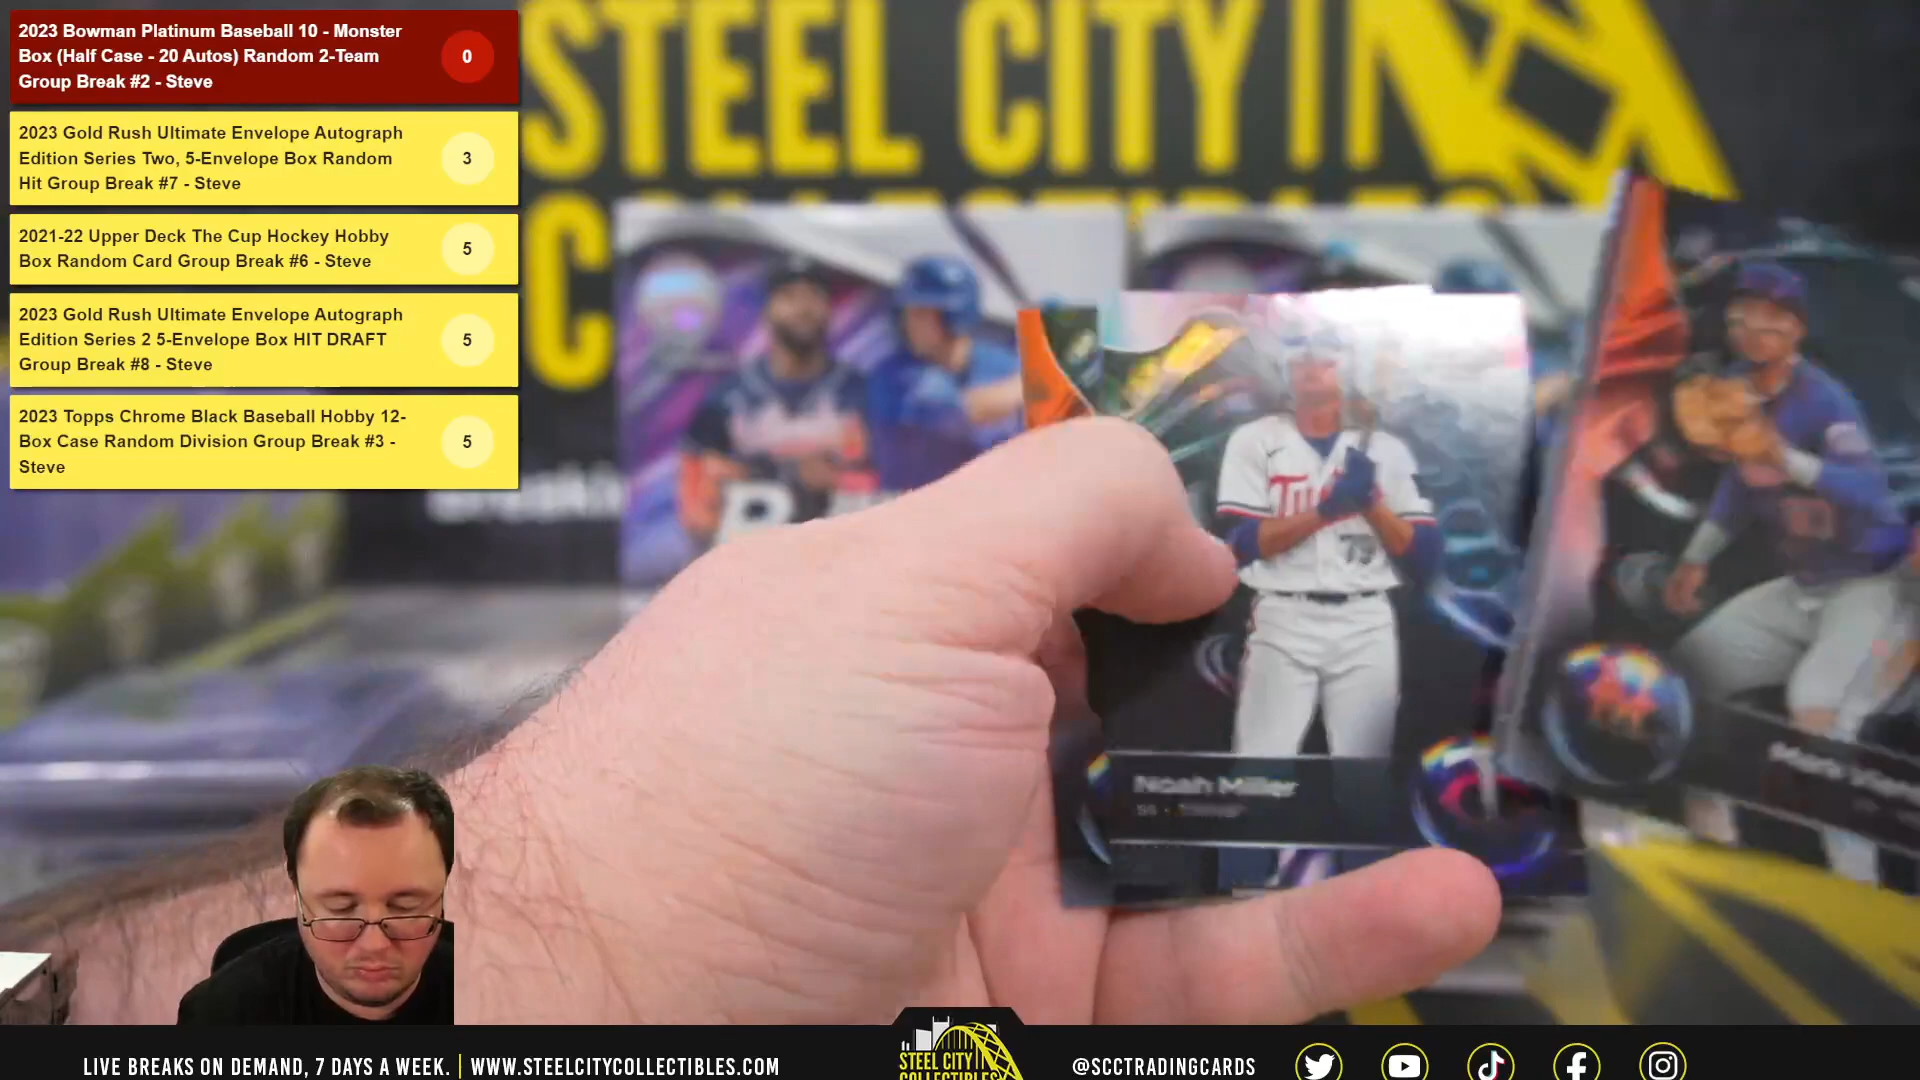 2023 Bowman Platinum Baseball 10 - Monster
Box (Half Case - 20 Autos) Random 2-Team
Group Break #2 - Steve
0
2023 Gold Rush Ultimate Envelope Autograph
Edition Series Two, 5-Envelope Box Random
Hit Group Break #7 - Steve
3
2021-22 Upper Deck The Cup Hockey Hobby
Box Random Card Group Break #6 - Steve
5
2023 Gold Rush Ultimate Envelope Autograph
Edition Series 2 5-Envelope Box HIT DRAFT
Group Break #8 - Steve
5
2023 Topps Chrome Black Baseball Hobby 12-
Box Case Random Division Group Break #3 -
Steve
5
STEEL CITY
Noah Miller
79
LIVE BREAKS ON DEMAND, 7 DAYS A WEEK. | WWW.STEELCITYCOLLECTIBLES.COM
STEEL CITY
COLLECTIBLES
@SCCTRADINGCARDS